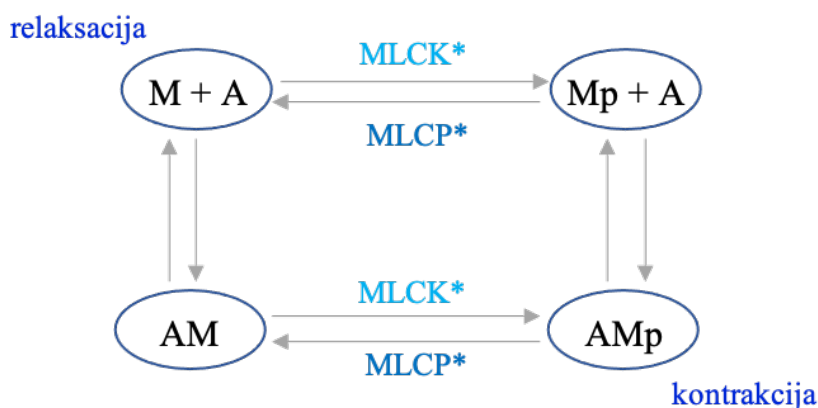 relaksacija
MLCK*
M + A
Mp + A
MLCP*
MLCK*
AM
AMp
MLCP*
kontrakcija